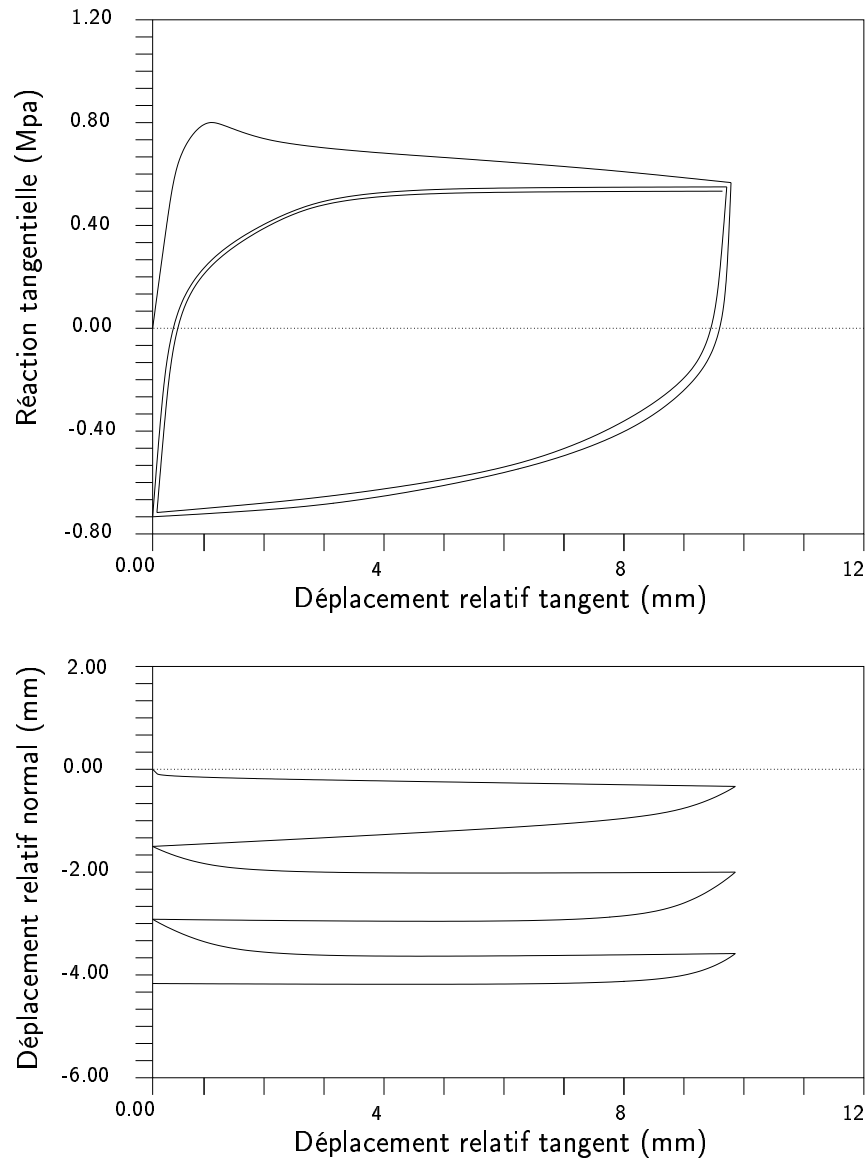 1.20
0.80
0.40
0.00
-0.40
-0.80
Réaction tangentielle (Mpa)
0.00 4 8 12
Déplacement relatif tangent (mm)
2.00
0.00
-2.00
-4.00
-6.00
Déplacement relatif normal (mm)
0.00 4 8 12
Déplacement relatif tangent (mm)